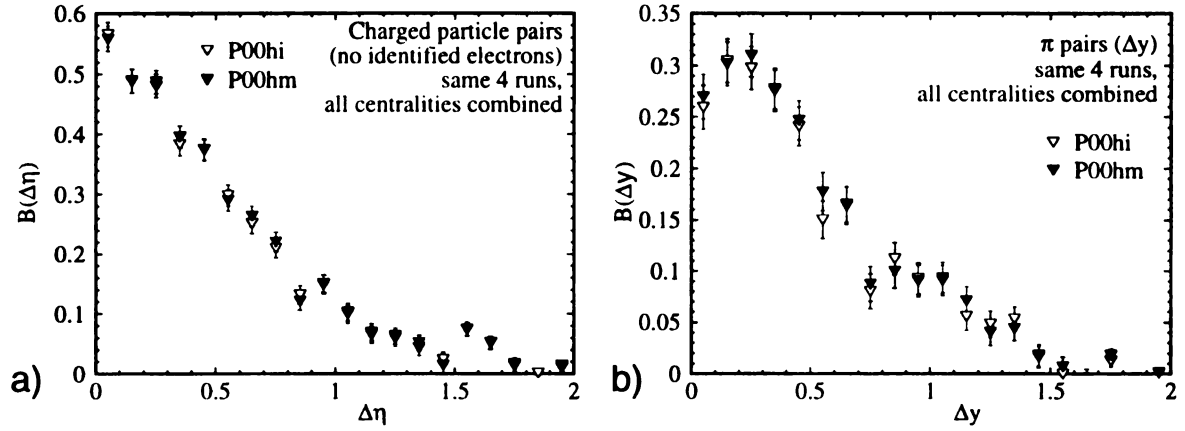 0.6
0.5
0.4
0.3
0.2
0.1
0
B(Δη)
P00hi
P00hm
Charged particle pairs
(no identified electrons)
same 4 runs,
all centralities combined
0 0.5 1 1.5 2
Δη
a)
0.35
0.3
0.25
0.2
0.15
0.1
0.05
0
B(Δy)
π pairs (Δy)
same 4 runs,
all centralities combined
P00hi
P00hm
0 0.5 1 1.5 2
Δy
b)